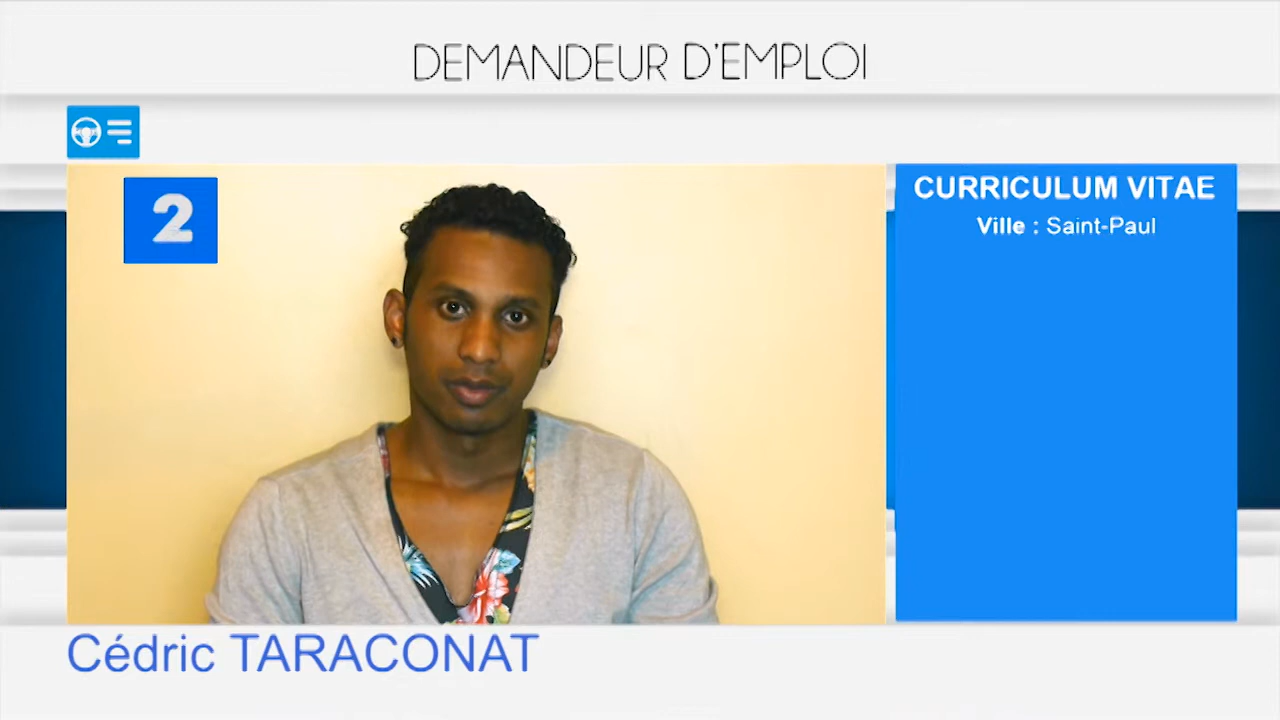 DEMANDEUR D'EMPLOI
2
CURRICULUM VITAE
Ville : Saint-Paul
Cédric TARACONAT